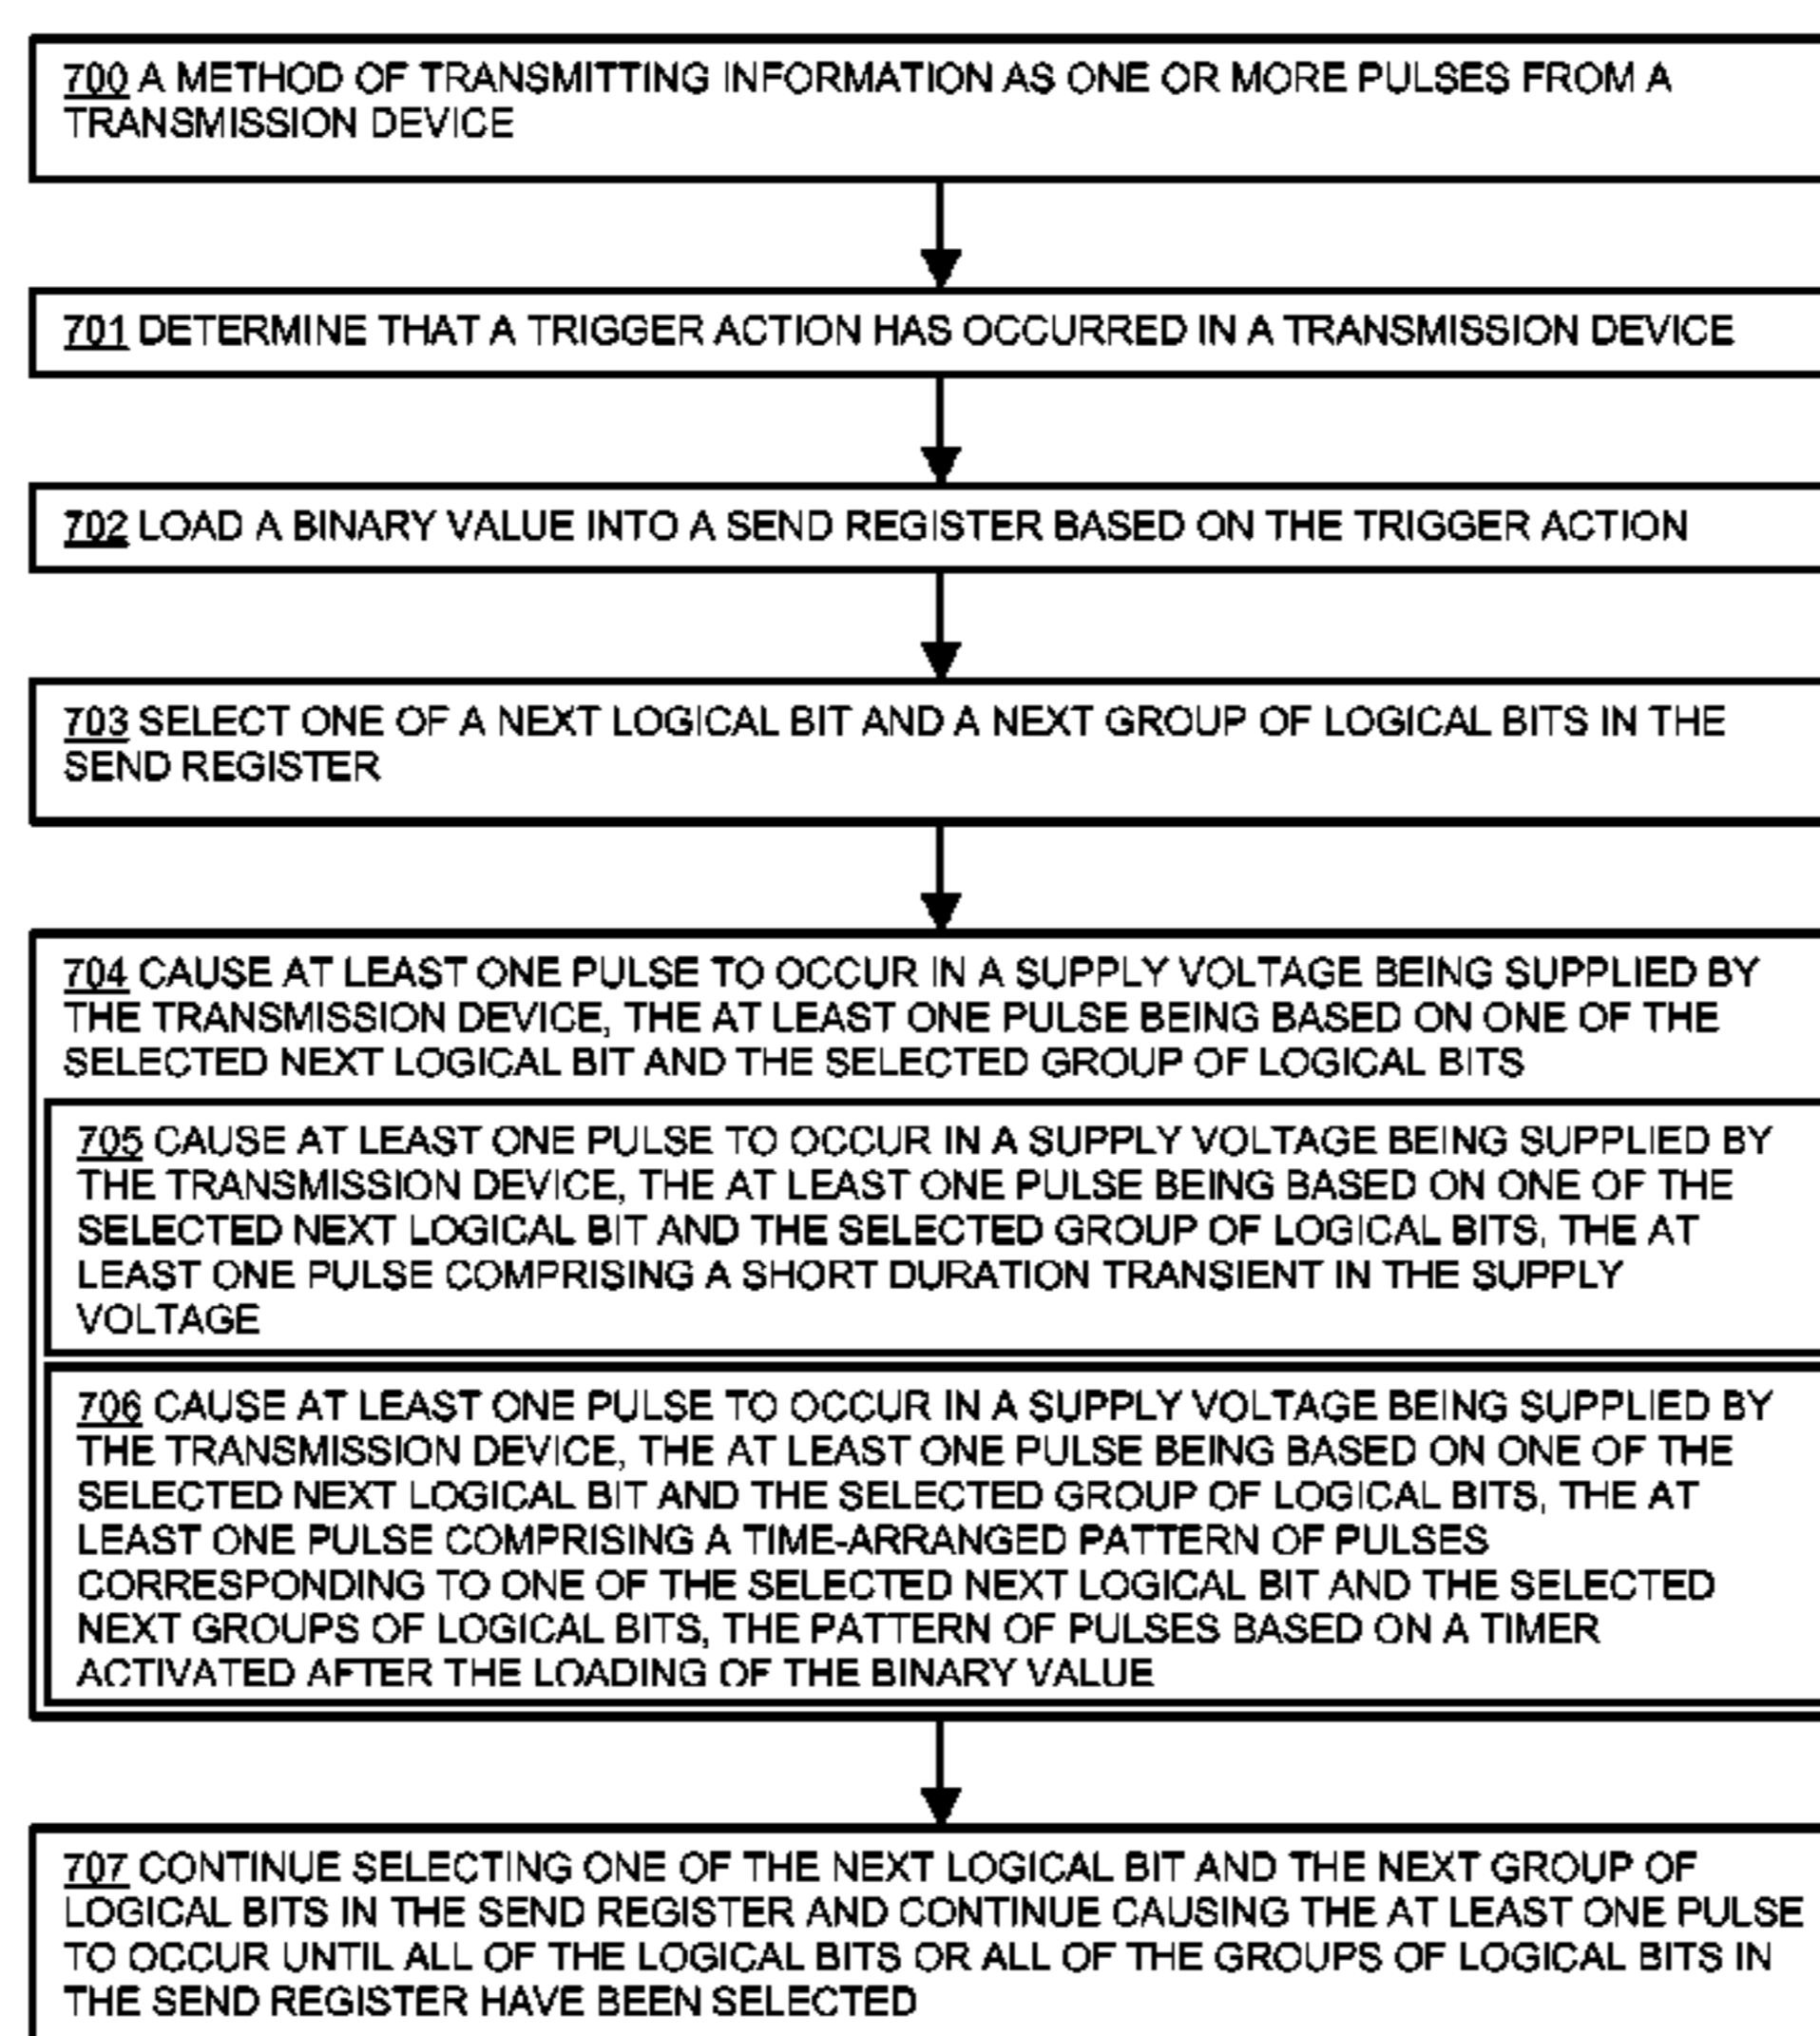 700 A METHOD OF TRANSMITTING INFORMATION AS ONE OR MORE PULSES FROM A
TRANSMISSION DEVICE
701 DETERMINE THAT A TRIGGER ACTION HAS OCCURRED IN A TRANSMISSION DEVICE
702 LOAD A BINARY VALUE INTO A SEND REGISTER BASED ON THE TRIGGER ACTION
703 SELECT ONE OF A NEXT LOGICAL BIT AND A NEXT GROUP OF LOGICAL BITS IN THE
SEND REGISTER
704 CAUSE AT LEAST ONE PULSE TO OCCUR IN A SUPPLY VOLTAGE BEING SUPPLIED BY
THE TRANSMISSION DEVICE, THE AT LEAST ONE PULSE BEING BASED ON ONE OF THE
SELECTED NEXT LOGICAL BIT AND THE SELECTED GROUP OF LOGICAL BITS
705 CAUSE AT LEAST ONE PULSE TO OCCUR IN A SUPPLY VOLTAGE BEING SUPPLIED BY
THE TRANSMISSION DEVICE, THE AT LEAST ONE PULSE BEING BASED ON ONE OF THE
SELECTED NEXT LOGICAL BIT AND THE SELECTED GROUP OF LOGICAL BITS, THE AT
LEAST ONE PULSE COMPRISING A SHORT DURATION TRANSIENT IN THE SUPPLY
VOLTAGE
706 CAUSE AT LEAST ONE PULSE TO OCCUR IN A SUPPLY VOLTAGE BEING SUPPLIED BY
THE TRANSMISSION DEVICE, THE AT LEAST ONE PULSE BEING BASED ON ONE OF THE
SELECTED NEXT LOGICAL BIT AND THE SELECTED GROUP OF LOGICAL BITS, THE AT
LEAST ONE PULSE COMPRISING A TIME-ARRANGED PATTERN OF PULSES
CORRESPONDING TO ONE OF THE SELECTED NEXT LOGICAL BIT AND THE SELECTED
NEXT GROUPS OF LOGICAL BITS, THE PATTERN OF PULSES BASED ON A TIMER
ACTIVATED AFTER THE LOADING OF THE BINARY VALUE
707 CONTINUE SELECTING ONE OF THE NEXT LOGICAL BIT AND THE NEXT GROUP OF
LOGICAL BITS IN THE SEND REGISTER AND CONTINUE CAUSING THE AT LEAST ONE PULSE
TO OCCUR UNTIL ALL OF THE LOGICAL BITS OR ALL OF THE GROUPS OF LOGICAL BITS IN
THE SEND REGISTER HAVE BEEN SELECTED